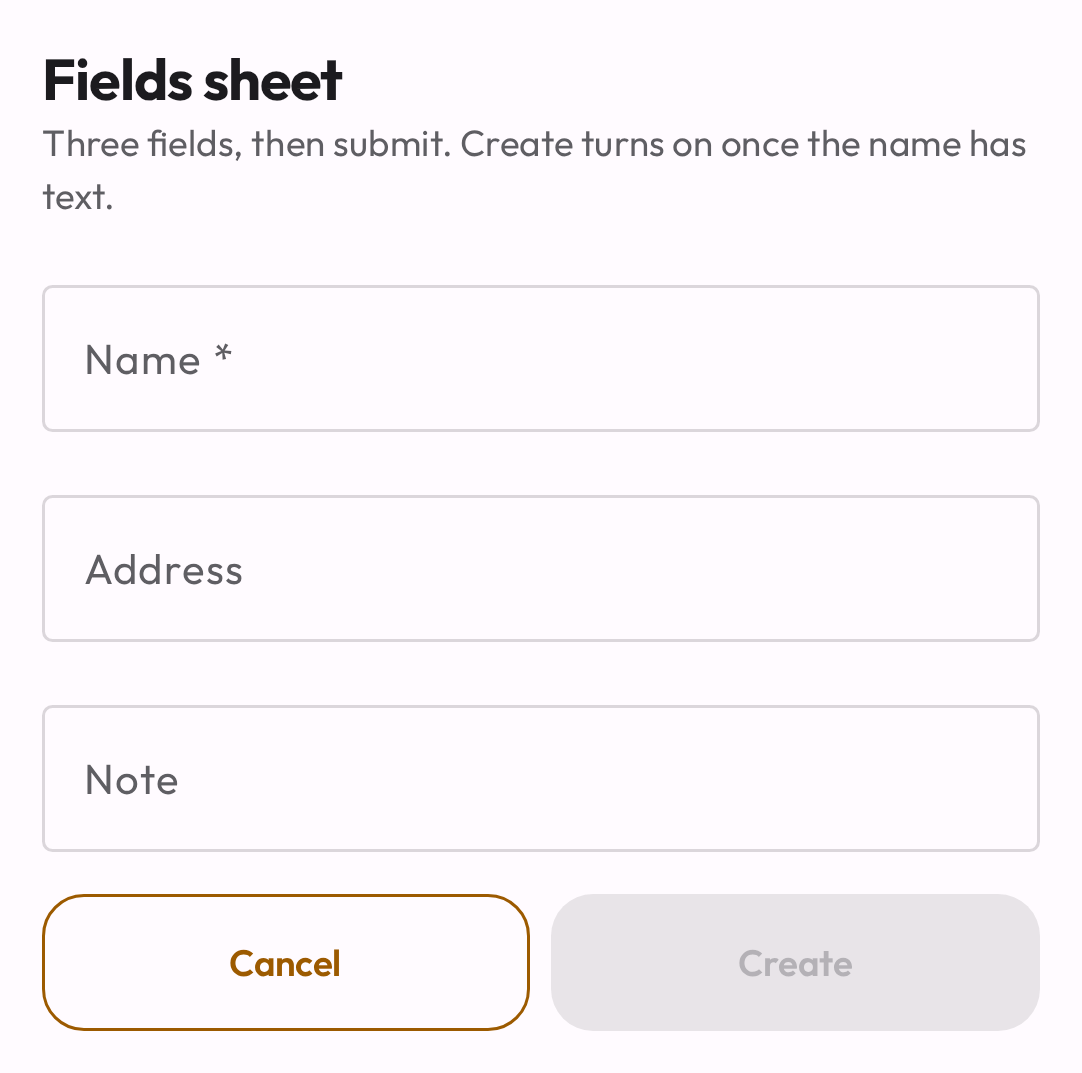 Fields sheet
Three fields, then submit. Create turns on once the name has
text.
Name *
Address
Note
Cancel
Create